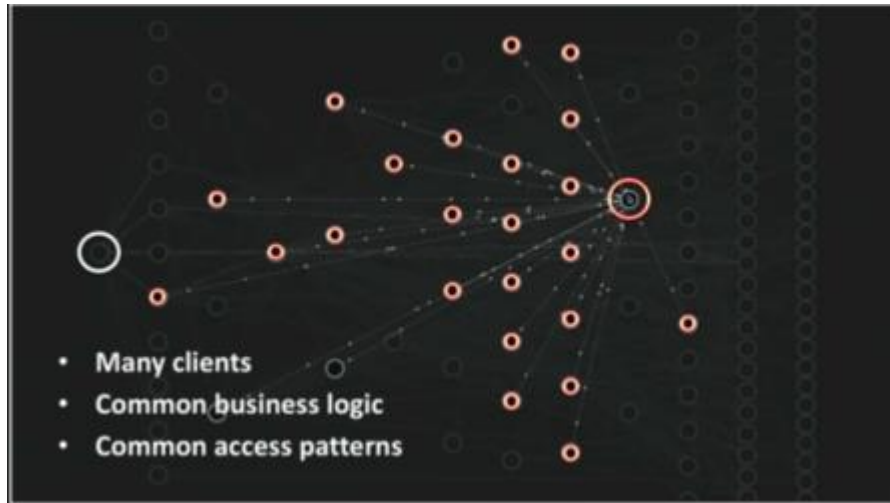 Many clients
Common business logic
Common access patterns